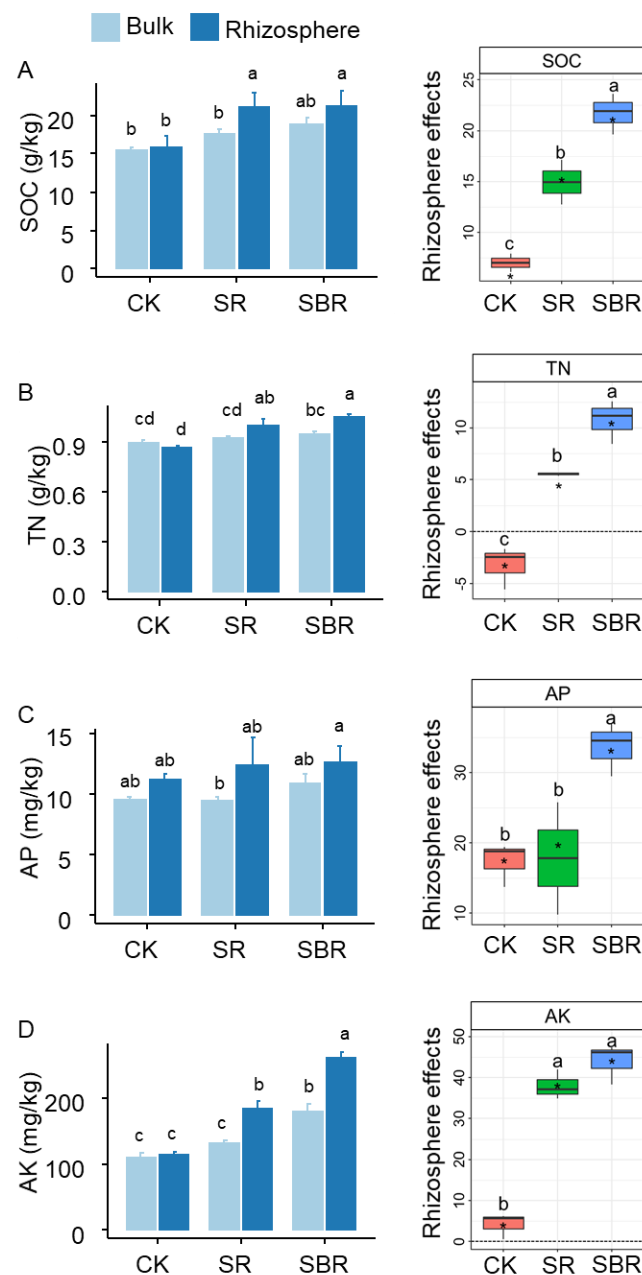 Bulk Rhizosphere
A
SOC (g/kg)
20
15
10
5
0
b b b a ab a
CK SR SBR
SOC
Rhizosphere effects
25
20
15
10
c b a
* * *
CK SR SBR
B
TN (g/kg)
0.9
0.6
0.3
0.0
cd d cd ab bc a
CK SR SBR
TN
Rhizosphere effects
10
5
0
-5
c b a
* * *
CK SR SBR
C
AP (mg/kg)
15
10
5
0
ab ab b ab ab a
CK SR SBR
AP
Rhizosphere effects
30
20
10
b b a
* * *
CK SR SBR
D
AK (mg/kg)
200
100
0
c c c b b a
CK SR SBR
AK
Rhizosphere effects
50
40
30
20
10
0
b a a
* * *
CK SR SBR